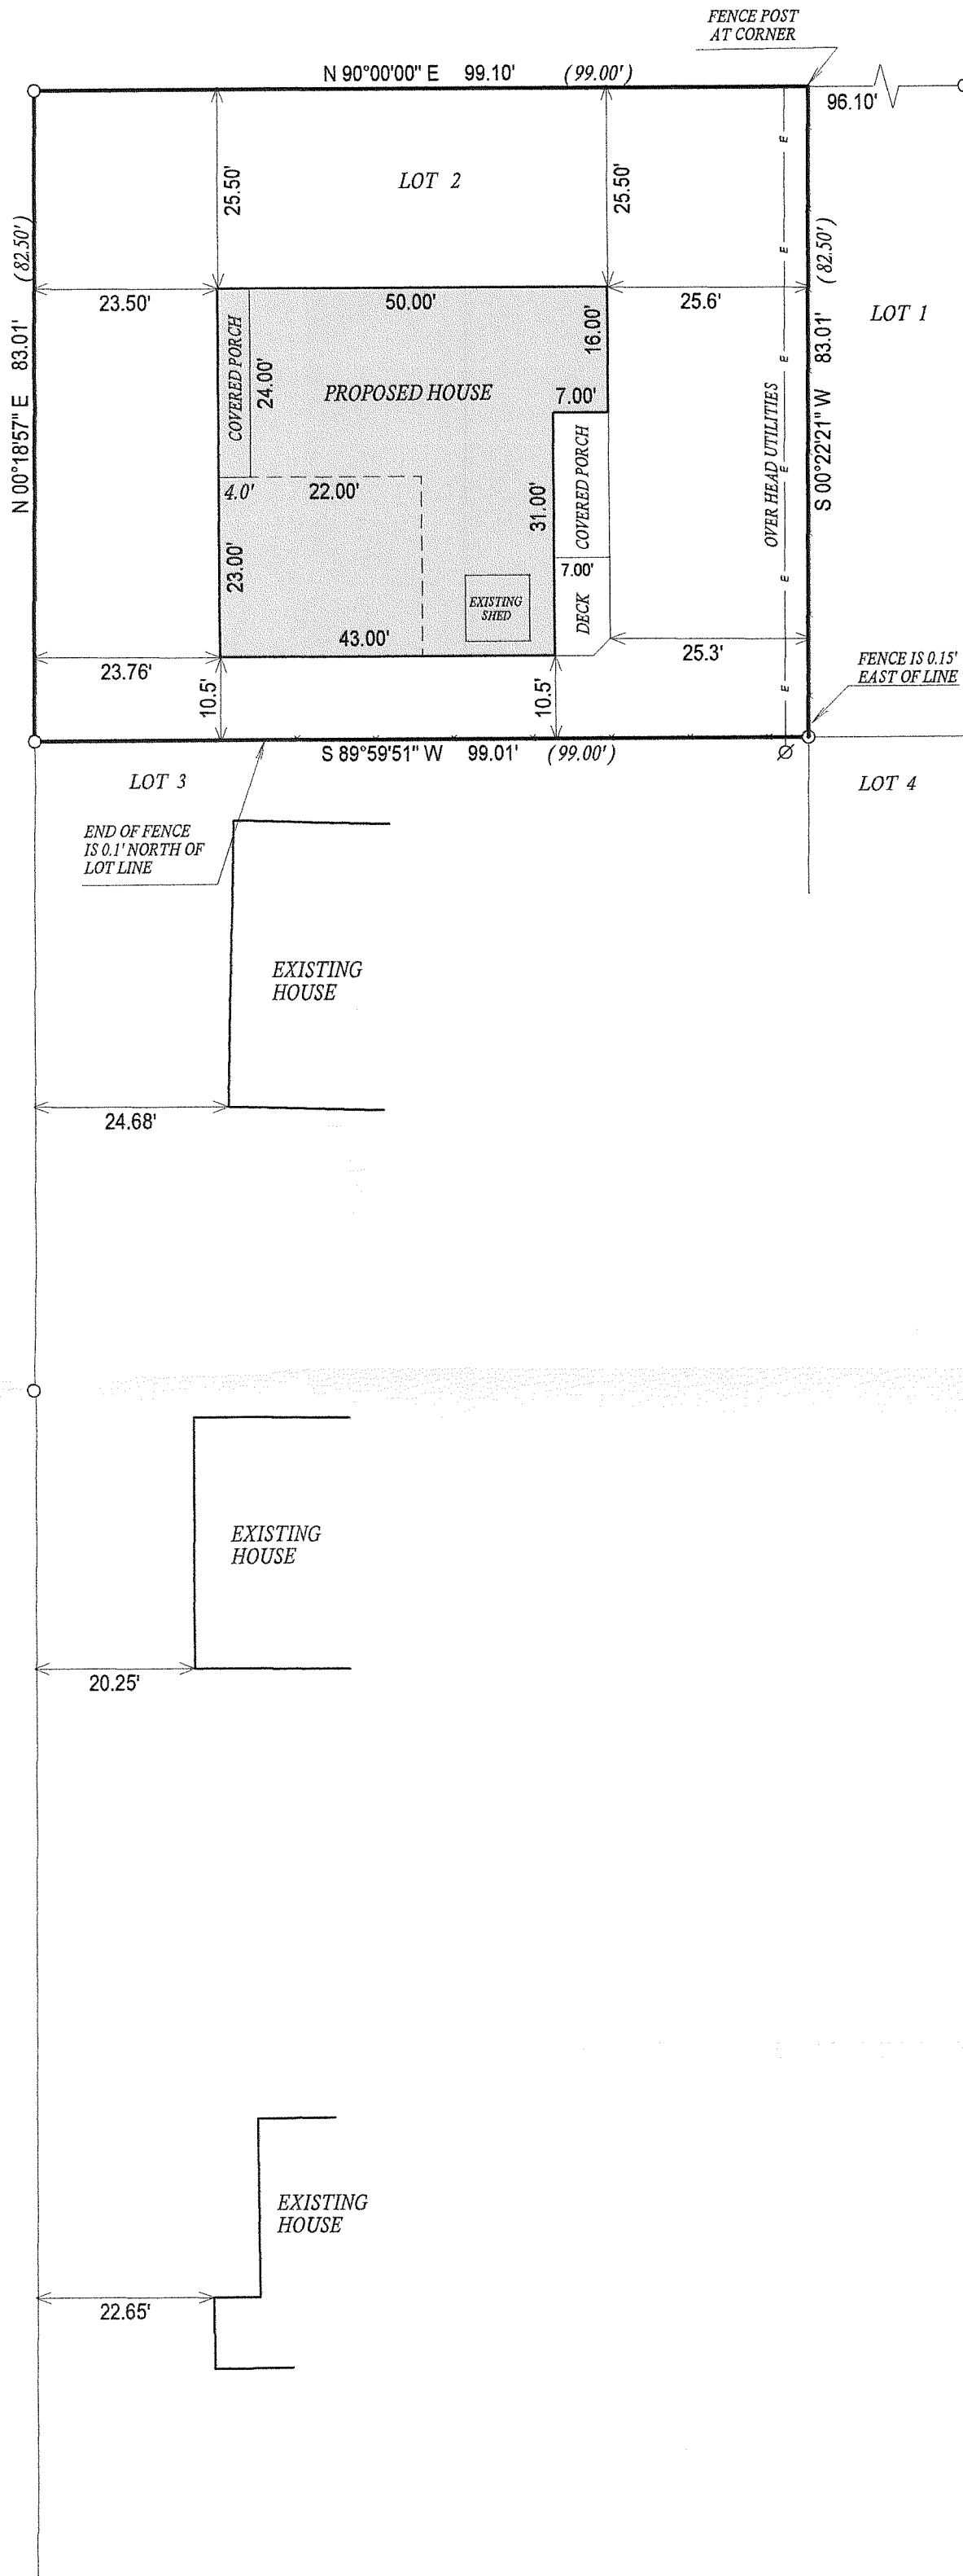 FENCE POST
AT CORNER
N 90°00'00" E 99.10' (99.00')
96.10'
25.50'
LOT 2
25.50'
(82.50')
(82.50')
23.50'
50.00'
25.6'
LOT 1
COVERED PORCH
24.00'
16.00'
PROPOSED HOUSE
7.00'
N 00°18'57" E 83.01'
S 00°22'21" W 83.01'
OVER HEAD UTILITIES
E
E
E
E
E
E
4.0'
22.00'
31.00'
COVERED PORCH
23.00'
7.00'
EXISTING
SHED
DECK
43.00'
25.3'
23.76'
10.5'
10.5'
FENCE IS 0.15'
EAST OF LINE
S 89°59'51" W 99.01' (99.00')
LOT 3
LOT 4
END OF FENCE
IS 0.1' NORTH OF
LOT LINE
EXISTING
HOUSE
24.68'
EXISTING
HOUSE
20.25'
EXISTING
HOUSE
22.65'